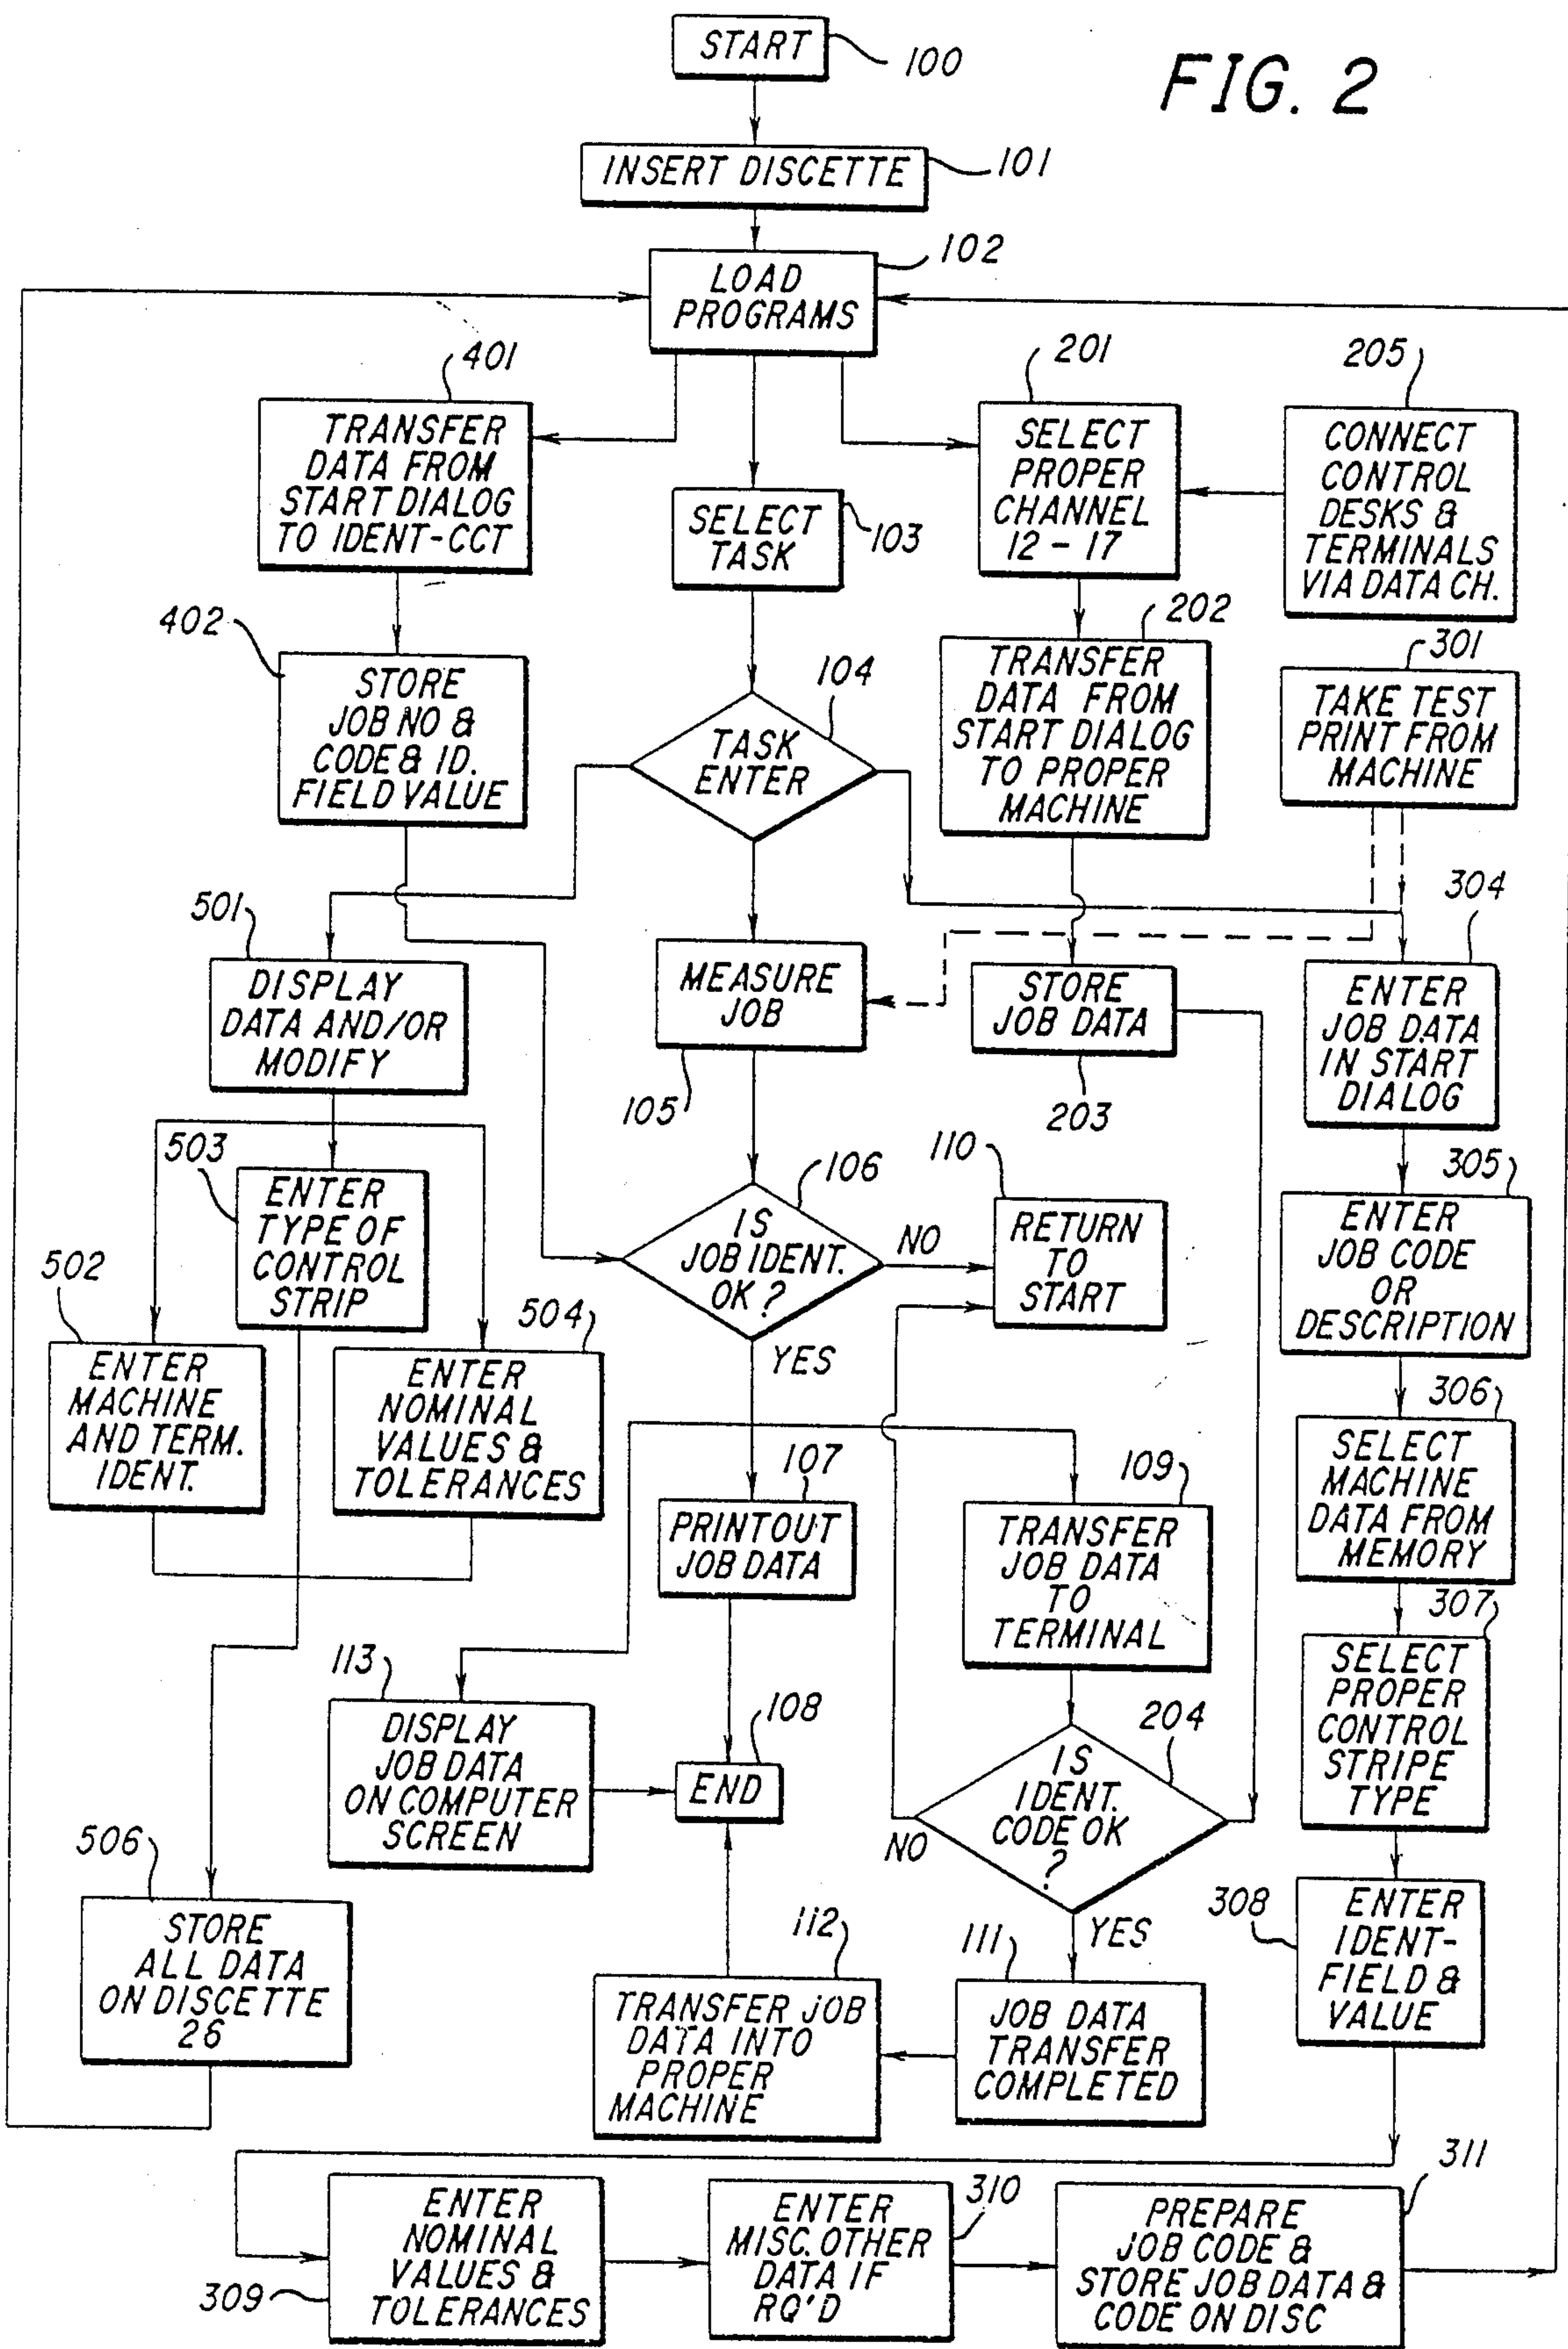 START
100
FIG. 2
INSERT DISCETTE
101
LOAD
PROGRAMS
102
401
TRANSFER
DATA FROM
START DIALOG
TO IDENT-CCT
SELECT
TASK
103
201
SELECT
PROPER
CHANNEL
12-17
205
CONNECT
CONTROL
DESKS &
TERMINALS
VIA DATA CH.
402
STORE
JOB NO &
CODE & ID.
FIELD VALUE
104
TASK
ENTER
202
TRANSFER
DATA FROM
START DIALOG
TO PROPER
MACHINE
301
TAKE TEST
PRINT FROM
MACHINE
501
DISPLAY
DATA AND/OR
MODIFY
MEASURE
JOB
105
STORE
JOB DATA
203
304
ENTER
JOB DATA
IN START
DIALOG
503
ENTER
TYPE OF
CONTROL
STRIP
106
IS
JOB IDENT.
OK?
NO
YES
110
RETURN
TO
START
305
ENTER
JOB CODE
OR
DESCRIPTION
502
ENTER
MACHINE
AND TERM.
IDENT.
504
ENTER
NOMINAL
VALUES &
TOLERANCES
306
SELECT
MACHINE
DATA FROM
MEMORY
107
PRINTOUT
JOB DATA
109
TRANSFER
JOB DATA
TO
TERMINAL
307
SELECT
PROPER
CONTROL
STRIPE
TYPE
113
DISPLAY
JOB DATA
ON COMPUTER
SCREEN
108
END
204
IS
IDENT.
CODE OK
?
NO
YES
506
STORE
ALL DATA
ON DISCETTE
26
112
TRANSFER JOB
DATA INTO
PROPER
MACHINE
111
JOB DATA
TRANSFER
COMPLETED
308
ENTER
IDENT-
FIELD &
VALUE
309
ENTER
NOMINAL
VALUES &
TOLERANCES
310
ENTER
MISC. OTHER
DATA IF
RQ'D
311
PREPARE
JOB CODE &
STORE JOB DATA &
CODE ON DISC